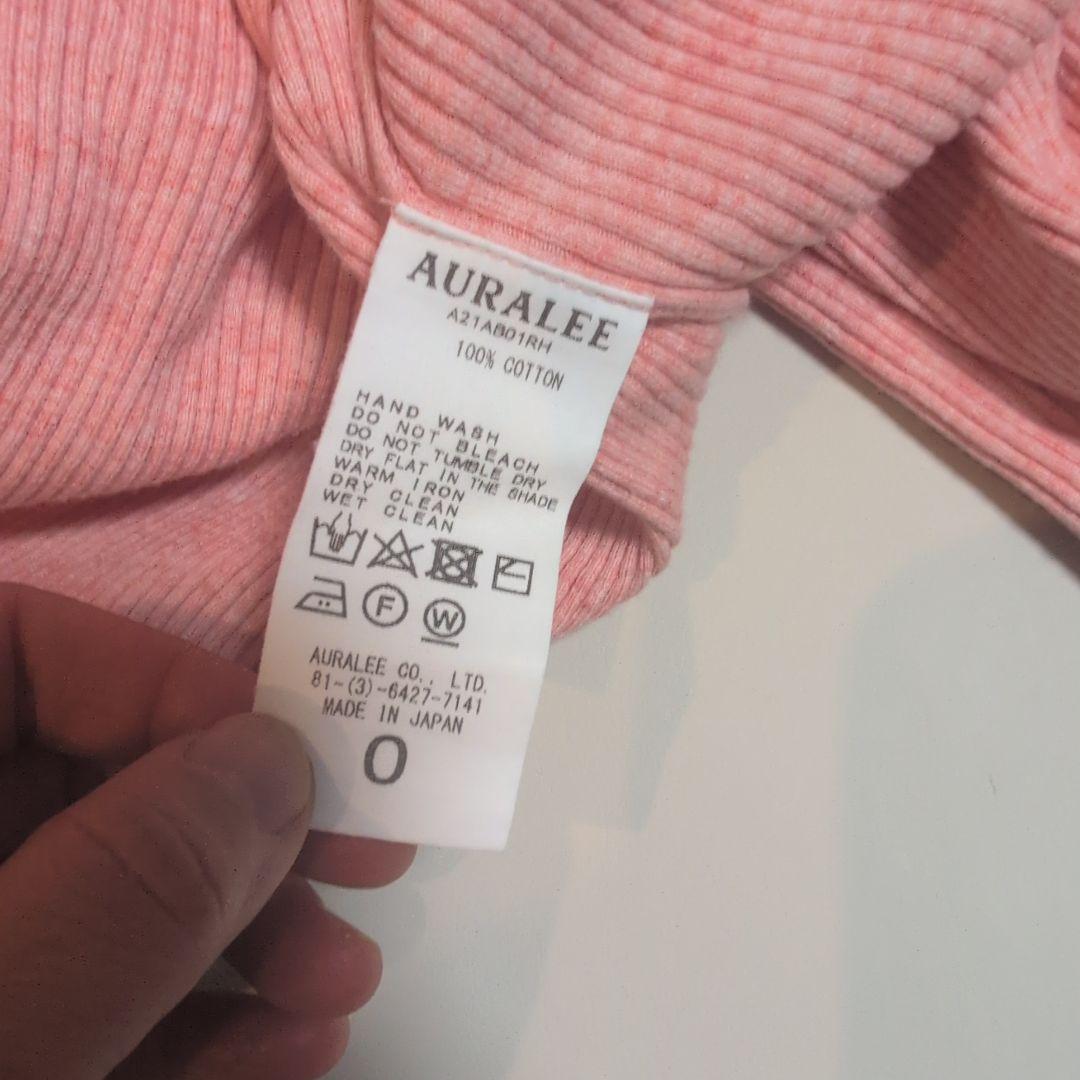 AURALEE
A21AB01RH
100% COTTON
HAND WASH
DO NOT BLEACH
DO NOT TUMBLE DRY
DRY FLAT IN THE SHADE
WARM IRON
DRY CLEAN
WET CLEAN
F W
AURALEE CO., LTD.
81-(3)-6427-7141
MADE IN JAPAN
0